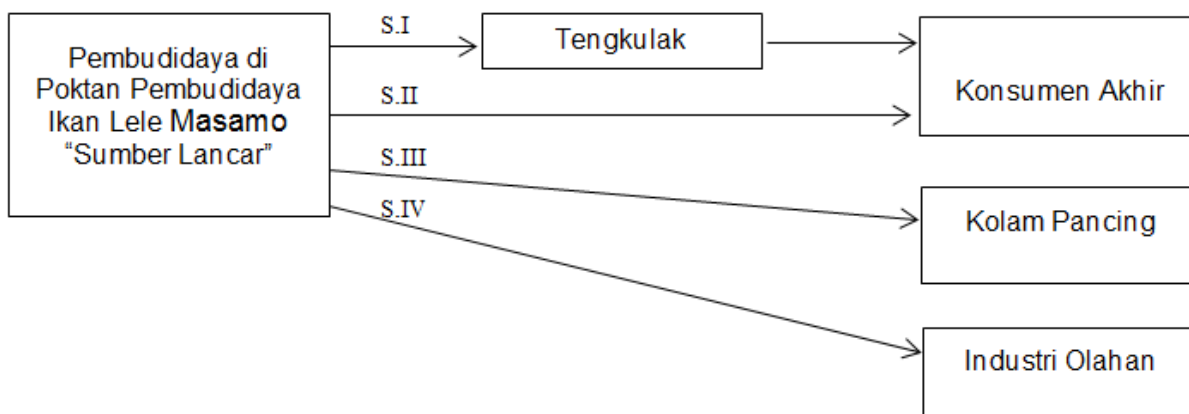 Pembudidaya di
Poktan Pembudidaya
Ikan Lele Masamo
“Sumber Lancar”
S.I
Tengkulak
Konsumen Akhir
S.II
S.III
Kolam Pancing
S.IV
Industri Olahan